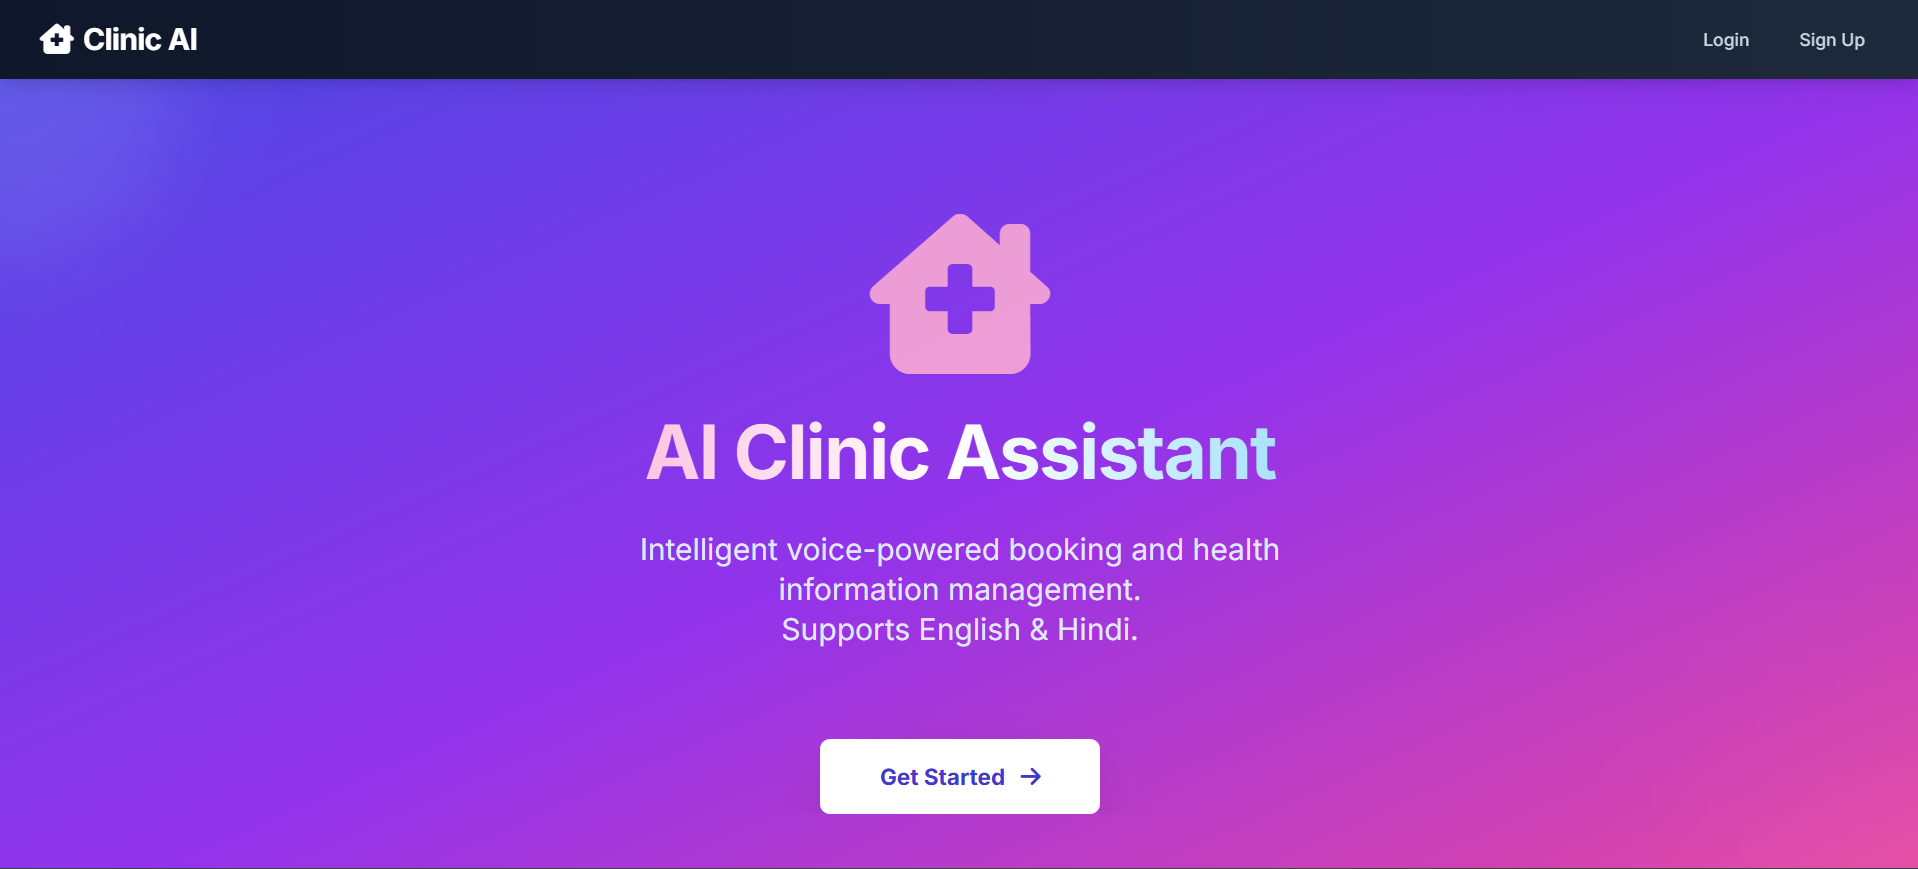 Clinic AI
Login
Sign Up
AI Clinic Assistant
Intelligent voice-powered booking and health
information management.
Supports English & Hindi.
Get Started